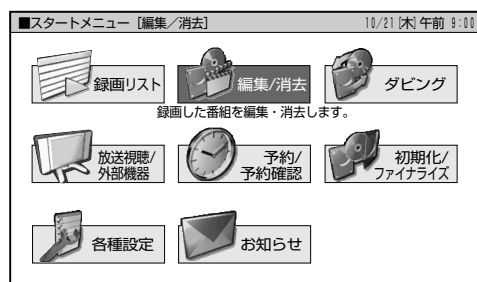 ■スタートメニュー［編集／消去］ 10/21［木］午前 9:00
録画リスト 編集/消去 ダビング
録画した番組を編集・消去します。
放送視聴/ 予約/ 初期化/
外部機器 予約確認 ファイナライズ
各種設定 お知らせ